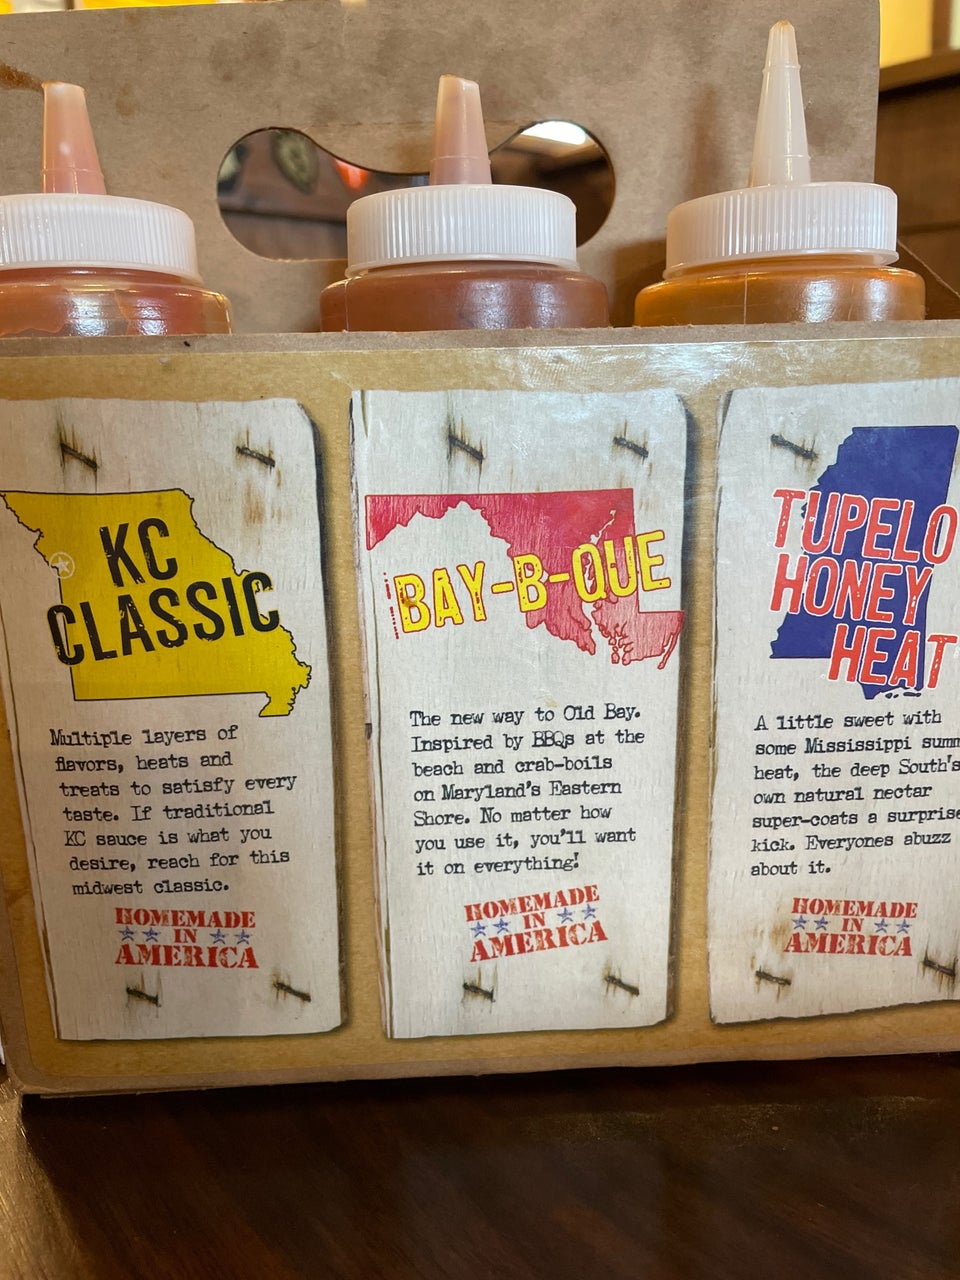 KC
CLASSIC
Multiple layers of
flavors, heats and
treats to satisfy every
taste. If traditional
KC sauce is what you
desire, reach for this
midwest classic.
HOMEMADE
IN
AMERICA
BAY-B-QUE
The new way to Old Bay.
Inspired by BBQs at the
beach and crab-boils
on Maryland's Eastern
Shore. No matter how
you use it, you'll want
it on everything!
HOMEMADE
IN
AMERICA
TUPELO
HONEY
HEAT
A little sweet with
some Mississippi
heat, the deep South's
own natural nectar
super-coats a surprise
kick. Everyones abuzz
about it.
HOMEMADE
IN
AMERICA